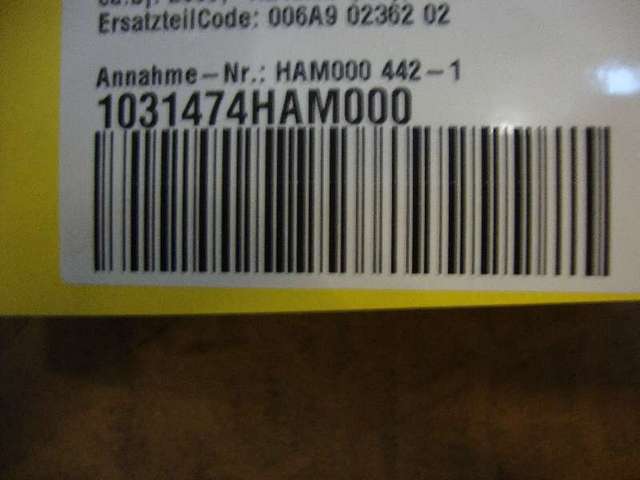 ErsatzteilCode: 006A9 02362 02
Annahme-Nr.: HAM000 442-1
1031474HAM000